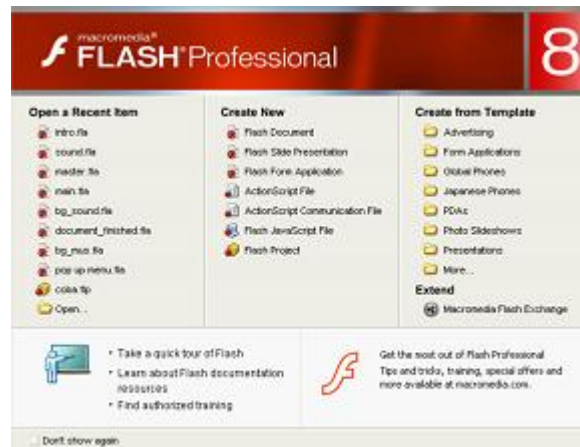 macromedia®
FLASH® Professional
8
Open a Recent Item
intro.fla
sound.fla
master.fla
main.fla
bg_sound.fla
document_finished.fla
bg_mus.fla
pop up menu.fla
coba.flp
Open...
Create New
Flash Document
Flash Slide Presentation
Flash Form Application
ActionScript File
ActionScript Communication File
Flash JavaScript File
Flash Project
Create from Template
Advertising
Form Applications
Global Phones
Japanese Phones
PDAs
Photo Slideshows
Presentations
More...
Extend
Macromedia Flash Exchange
• Take a quick tour of Flash
• Learn about Flash documentation
resources
• Find authorized training
Get the most out of Flash Professional
Tips and tricks, training, special offers and
more available at macromedia.com.
Don't show again